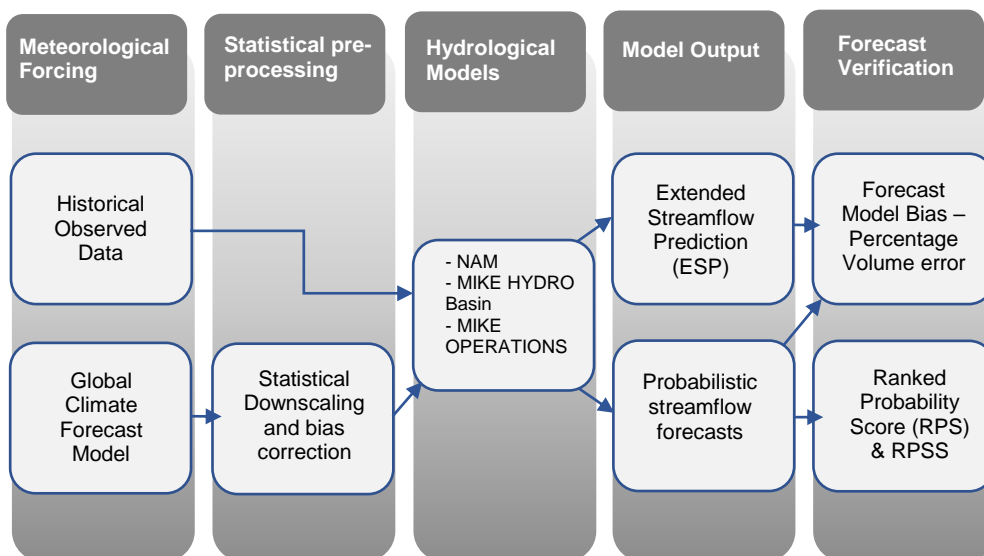 Meteorological
Forcing
Statistical pre-
processing
Hydrological
Models
Model Output
Forecast
Verification
Historical
Observed
Data
Global
Climate
Forecast
Model
Statistical
Downscaling
and bias
correction
- NAM
- MIKE HYDRO
Basin
- MIKE
OPERATIONS
Extended
Streamflow
Prediction
(ESP)
Probabilistic
streamflow
forecasts
Forecast
Model Bias –
Percentage
Volume error
Ranked
Probability
Score (RPS)
& RPSS